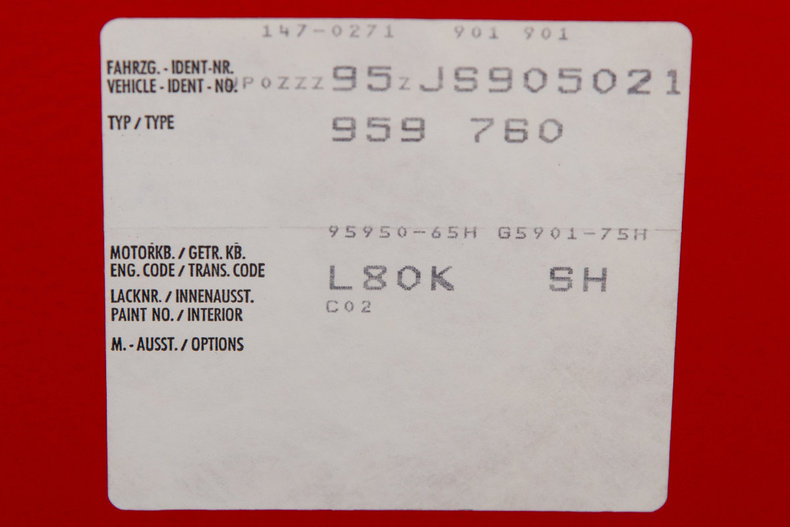 147-0271 901 901
FAHRZG. - IDENT-NR.
VEHICLE - IDENT - NO. WP0ZZZ95ZJS905021
TYP / TYPE 959 760
95950-65H G5901-75H
MOTORKB. / GETR. KB.
ENG. CODE / TRANS. CODE L80K SH
LACKNR. / INNENAUSST.
PAINT NO. / INTERIOR C02
M. - AUSST. / OPTIONS